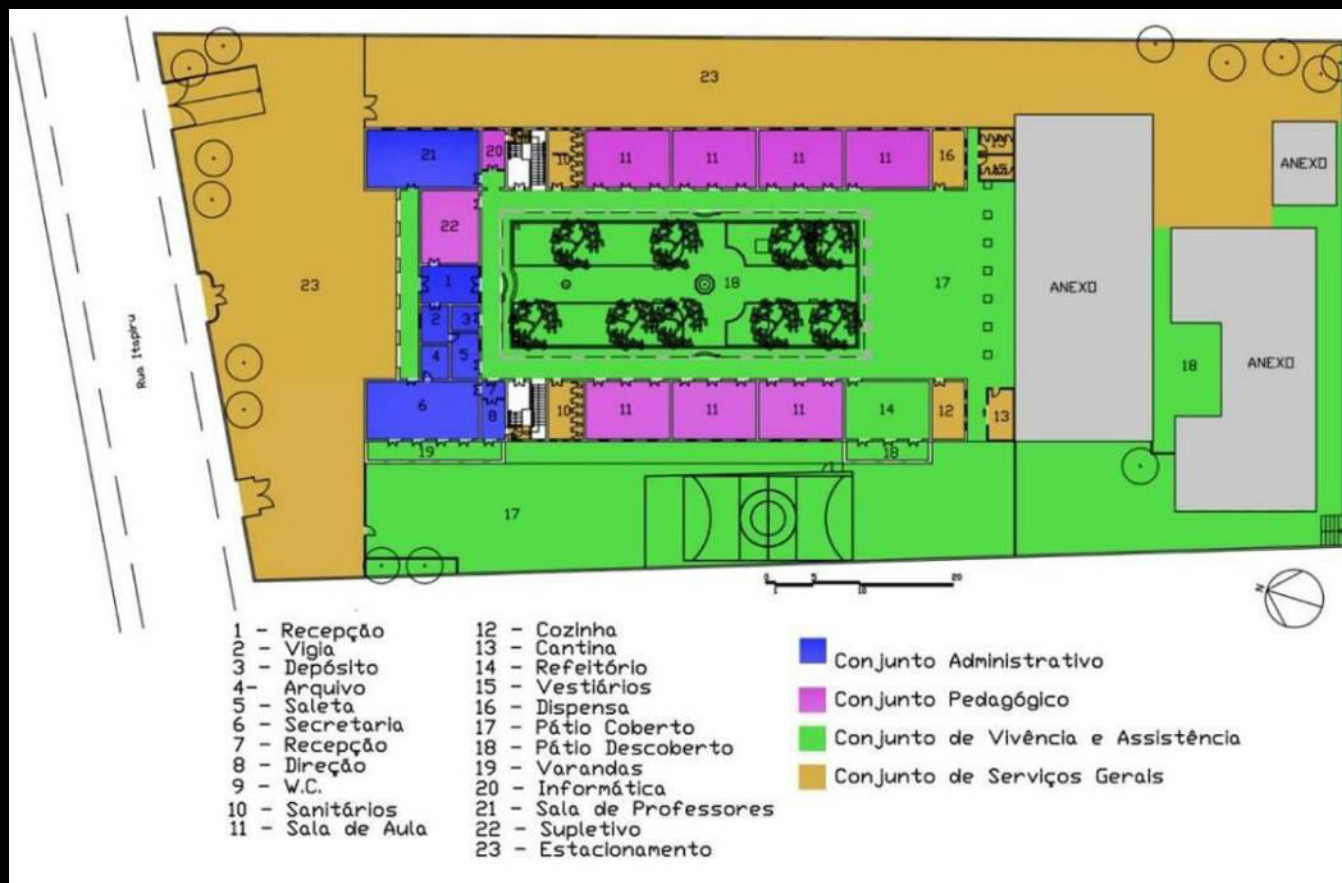 23
ANEXO
21
20
10
11
11
11
11
16
15
15
22
23
1
18
17
ANEXO
Rua Itapiru
2
3
4
5
18
ANEXO
6
7
8
10
11
11
11
14
12
13
19
18
17
0
5
20
1
10
N
1 - Recepção
2 - Vigia
3 - Depósito
4- Arquivo
5 - Saleta
6 - Secretaria
7 - Recepção
8 - Direção
9 - W.C.
10 - Sanitários
11 - Sala de Aula
12 - Cozinha
13 - Cantina
14 - Refeitório
15 - Vestiários
16 - Dispensa
17 - Pátio Coberto
18 - Pátio Descoberto
19 - Varandas
20 - Informática
21 - Sala de Professores
22 - Supletivo
23 - Estacionamento
Conjunto Administrativo
Conjunto Pedagógico
Conjunto de Vivência e Assistência
Conjunto de Serviços Gerais